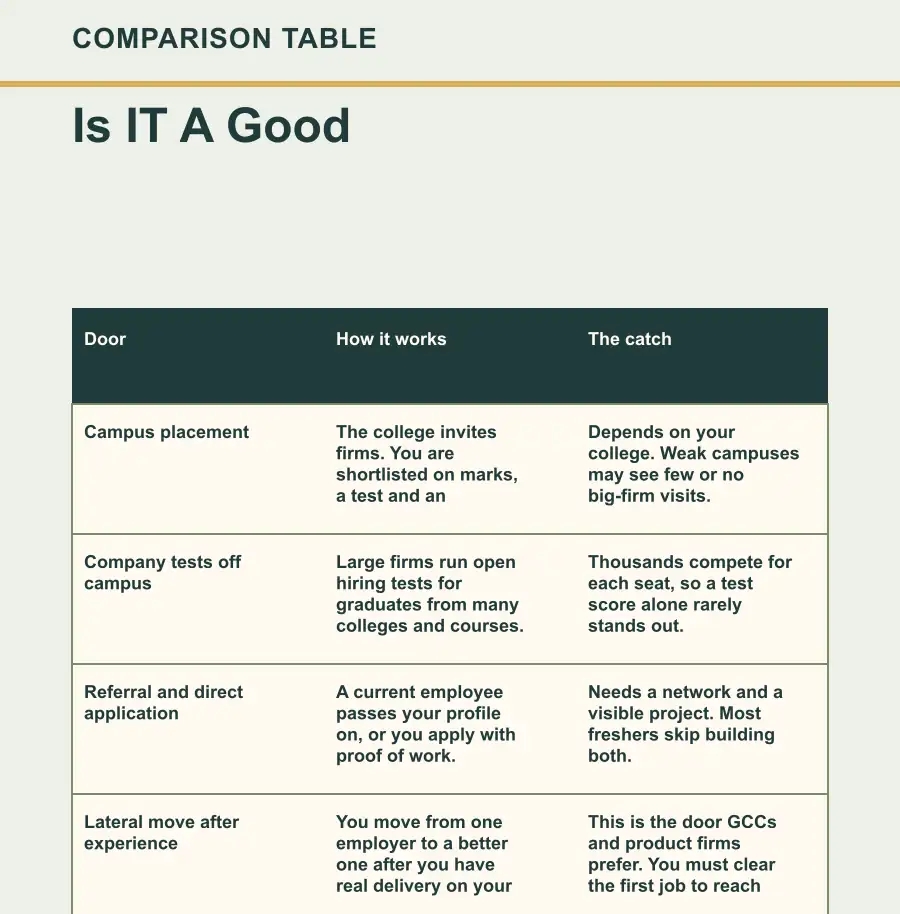 COMPARISON TABLE
Is IT A Good
Door
How it works
The catch
Campus placement
The college invites
firms. You are
shortlisted on marks,
a test and an
Depends on your
college. Weak campuses
may see few or no
big-firm visits.
Company tests off
campus
Large firms run open
hiring tests for
graduates from many
colleges and courses.
Thousands compete for
each seat, so a test
score alone rarely
stands out.
Referral and direct
application
A current employee
passes your profile
on, or you apply with
proof of work.
Needs a network and a
visible project. Most
freshers skip building
both.
Lateral move after
experience
You move from one
employer to a better
one after you have
real delivery on your
This is the door GCCs
and product firms
prefer. You must clear
the first job to reach